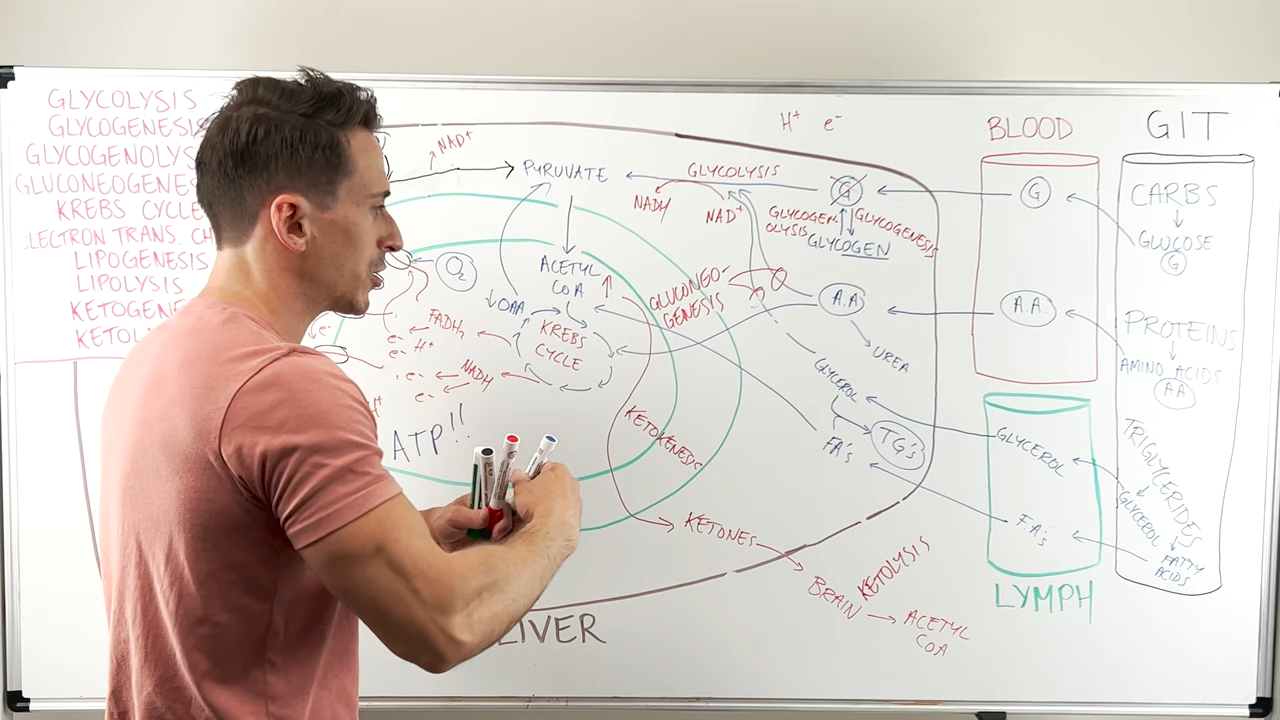 GLYCOLYSIS
GLYCOGENESIS
GLYCOGENOLYS
GLUCONEOGENES
KREBS CYCLE
LECTRON TRANS. CH
LIPOGENESIS
LIPOLYSIS
KETOGENE
KETOL
NAD+
PYRUVATE
GLYCOLYSIS
NADH
NAD+
G
GLYCOGEN
OLYSIS
GLYCOGENESIS
GLYCOGEN
H+ e-
BLOOD
G
A.A.
GIT
CARBS
GLUCOSE
G
PROTEINS
AMINO ACIDS
AA
TRIGLYCERIDES
GLYCEROL
FATTY
ACIDS
O2
ACETYL
COA
OAA
KREBS
CYCLE
FADH2
e-
e- H+
NADH
e-
e-
e-
H+
ATP!!
GLUCONEO-
GENESIS
A.A.
UREA
GLYCEROL
FA's
TG's
GLYCEROL
F.A's
LYMPH
KETOGENESIS
KETONES
BRAIN
KETOLYSIS
ACETYL
COA
LIVER